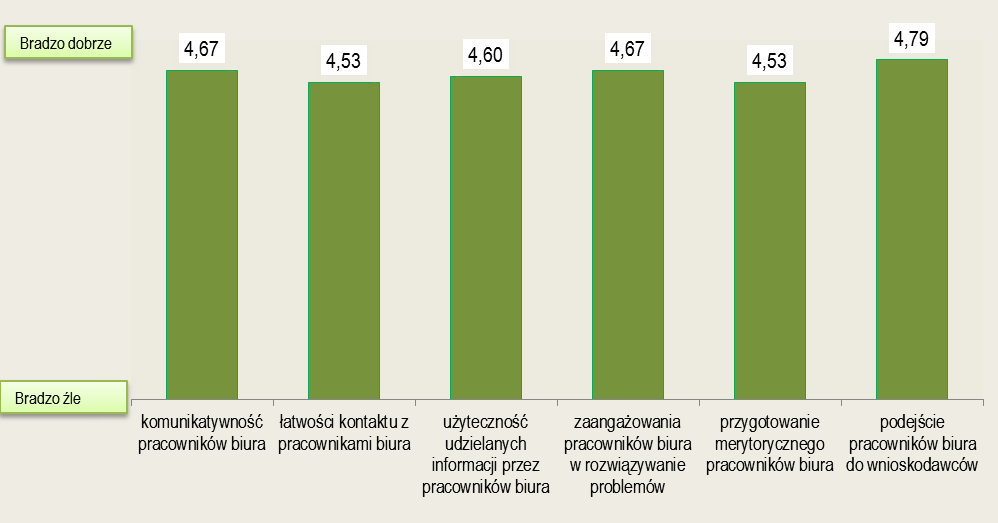 Bradzo dobrze
4,67
4,53
4,60
4,67
4,53
4,79
Bradzo źle
komunikatywność
pracowników biura
łatwości kontaktu z
pracownikami biura
użyteczność
udzielanych
informacji przez
pracowników biura
zaangażowania
pracowników biura
w rozwiązywanie
problemów
przygotowanie
merytorycznego
pracowników biura
podejście
pracowników biura
do wnioskodawców